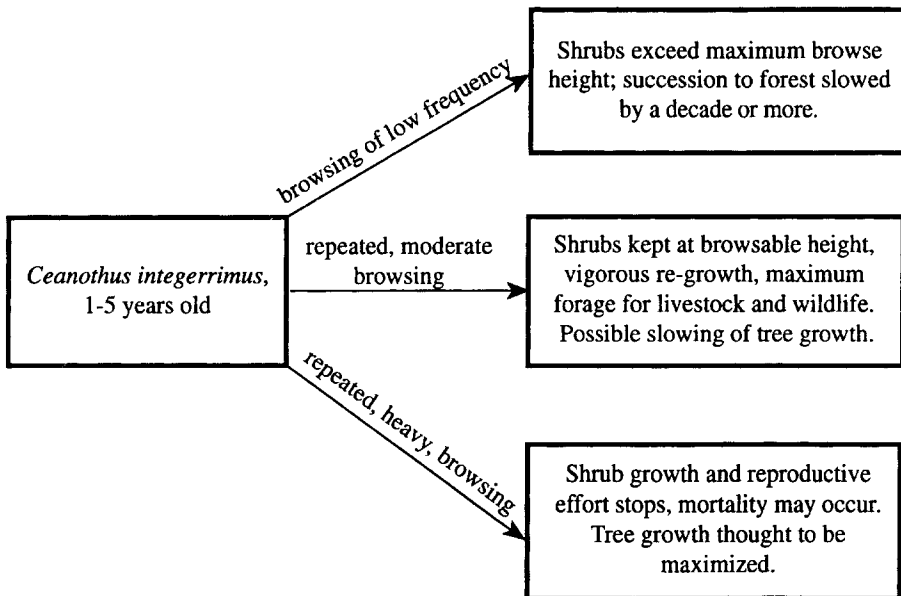 Shrubs exceed maximum browse
height; succession to forest slowed
by a decade or more.
browsing of low frequency
Ceanothus integerrimus,
1-5 years old
repeated, moderate
browsing
Shrubs kept at browsable height,
vigorous re-growth, maximum
forage for livestock and wildlife.
Possible slowing of tree growth.
repeated, heavy, browsing
Shrub growth and reproductive
effort stops, mortality may occur.
Tree growth thought to be
maximized.